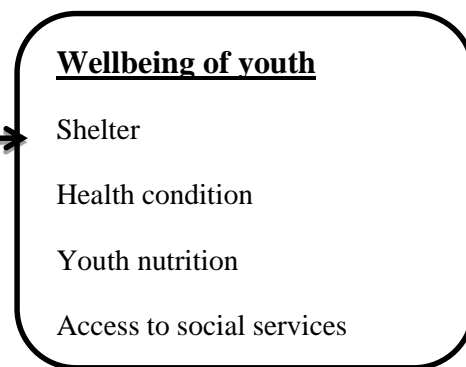 Wellbeing of youth
Shelter
Health condition
Youth nutrition
Access to social services